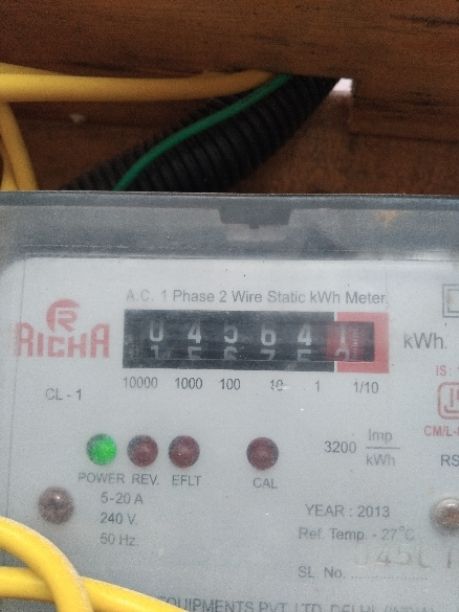 A.C. 1 Phase 2 Wire Static kWh Meter
R
RICHA
0 4 5 6 4 1
kWh.
10000 1000 100 10 1 1/10
CL - 1
IS :
CM/L-
3200 Imp/kWh
RS
POWER REV. EFLT CAL
5-20 A
240 V.
50 Hz.
YEAR : 2013
Ref. Temp. - 27°C
SL No.
EQUIPMENTS PVT. LTD. DELHI